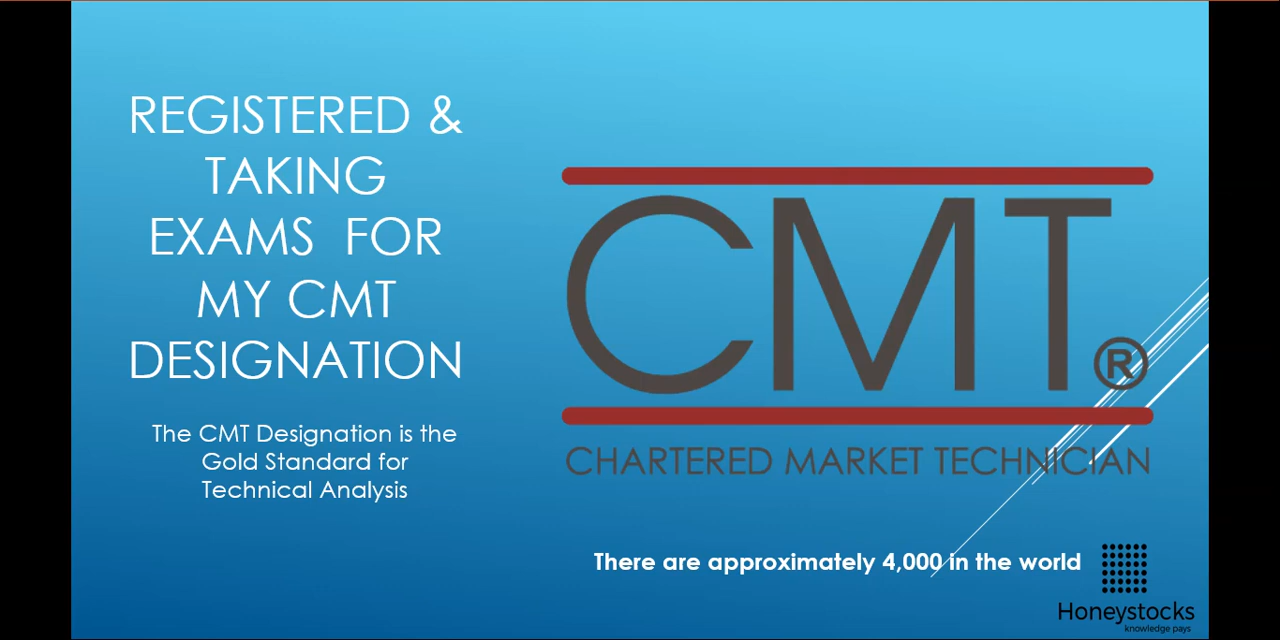 REGISTERED &
TAKING
EXAMS FOR
MY CMT
DESIGNATION
The CMT Designation is the
Gold Standard for
Technical Analysis
CMT®
CHARTERED MARKET TECHNICIAN
There are approximately 4,000 in the world
Honeystocks
knowledge pays